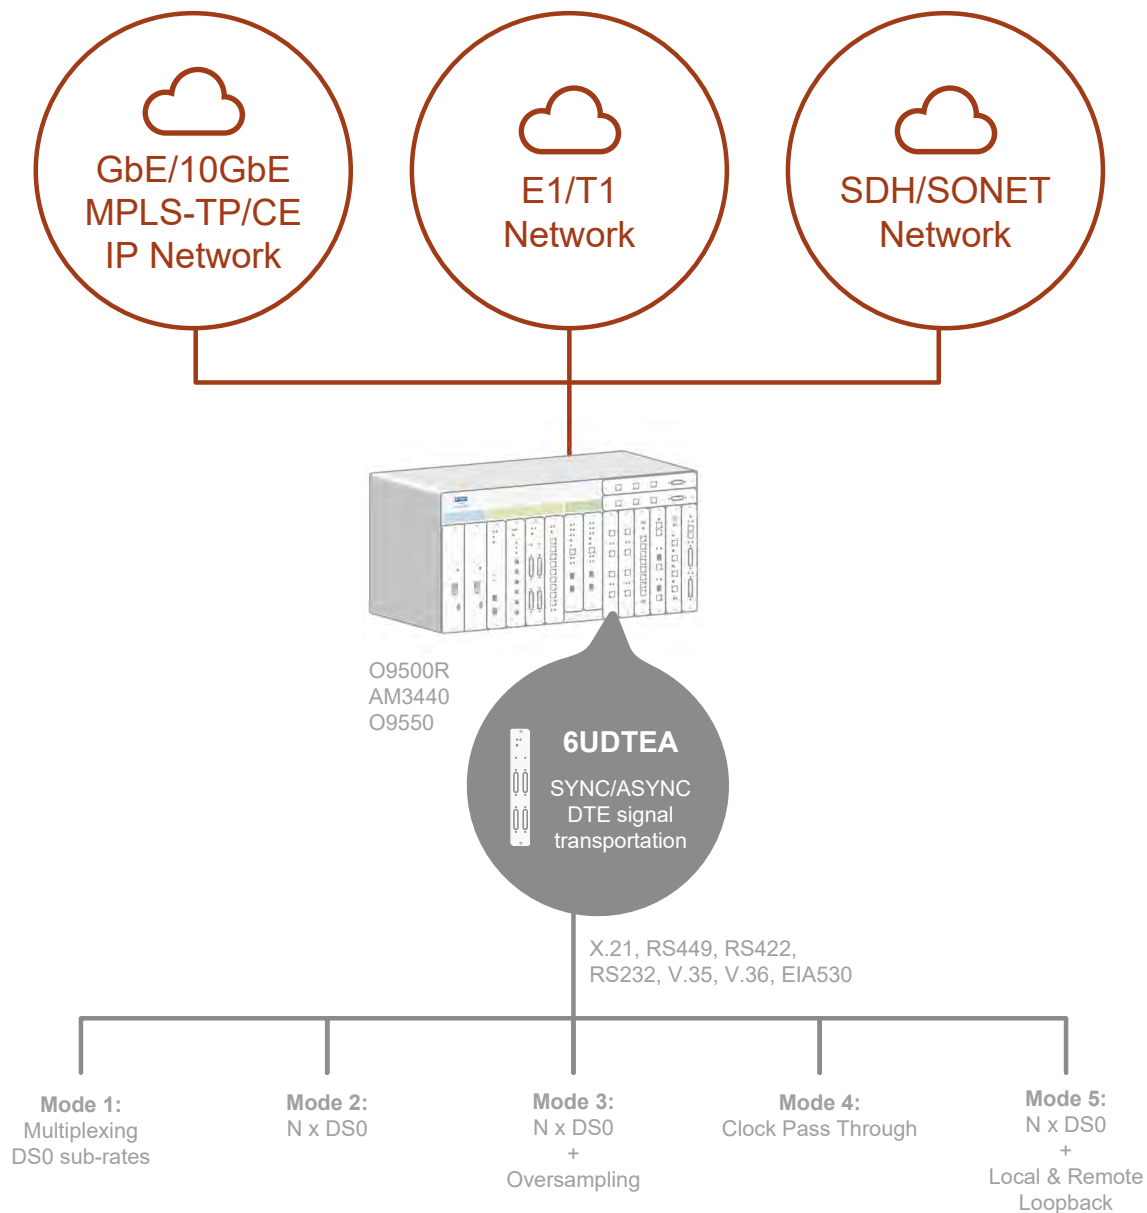 GbE/10GbE
MPLS-TP/CE
IP Network
E1/T1
Network
SDH/SONET
Network
O9500R
AM3440
O9550
6UDTEA
SYNC/ASYNC
DTE signal
transportation
X.21, RS449, RS422,
RS232, V.35, V.36, EIA530
Mode 1:
Multiplexing
DS0 sub-rates
Mode 2:
N x DS0
Mode 3:
N x DS0
+
Oversampling
Mode 4:
Clock Pass Through
Mode 5:
N x DS0
+
Local & Remote
Loopback